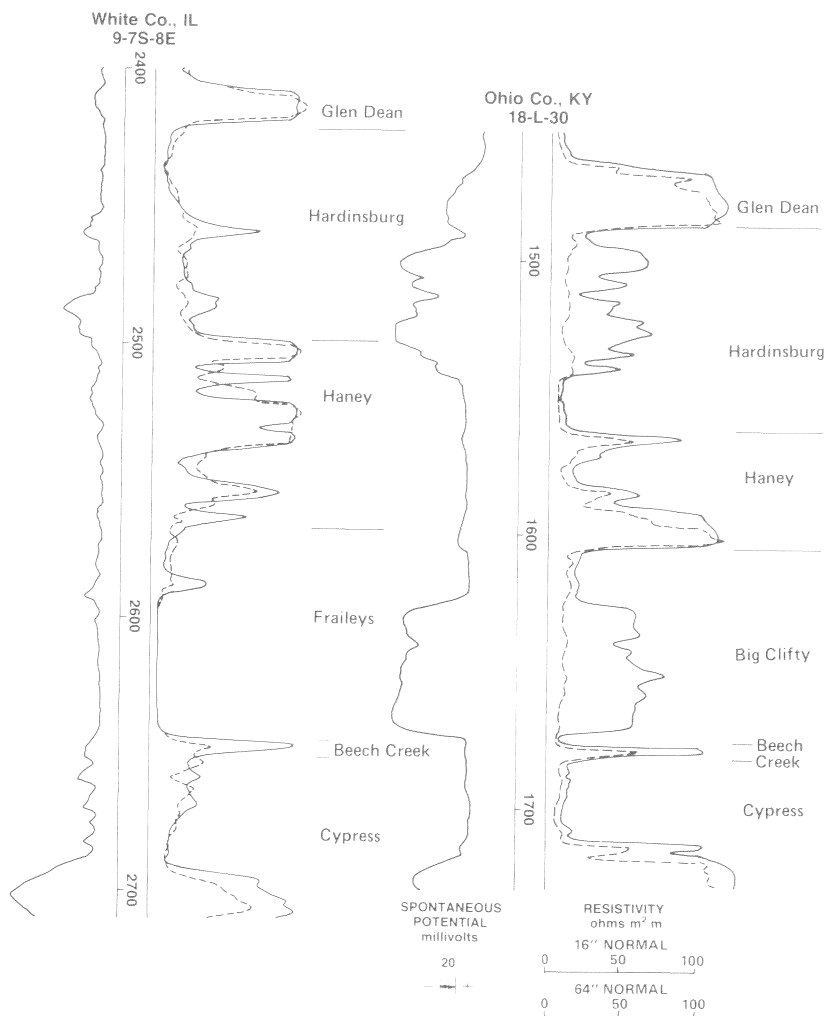 White Co., IL
9-7S-8E
2400
Glen Dean
Hardinsburg
2500
Haney
Fraileys
2600
Beech Creek
Cypress
2700
Ohio Co., KY
18-L-30
Glen Dean
1500
Hardinsburg
Haney
1600
Big Clifty
Beech
Creek
1700
Cypress
SPONTANEOUS
POTENTIAL
millivolts
20
— +
RESISTIVITY
ohms m² m
16" NORMAL
0 50 100
64" NORMAL
0 50 100